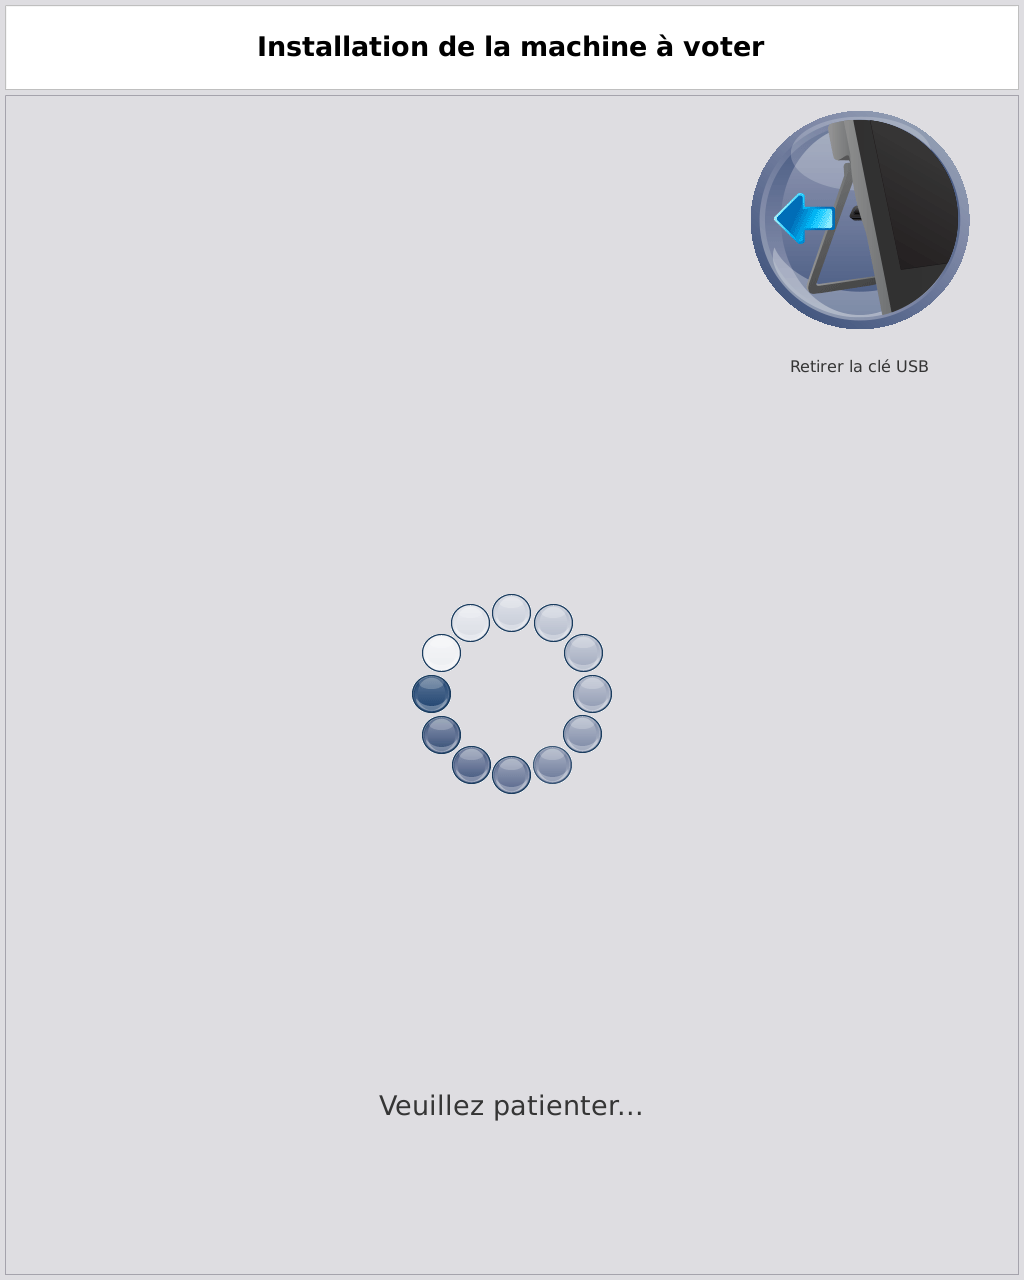 Installation de la machine à voter
Retirer la clé USB
Veuillez patienter...